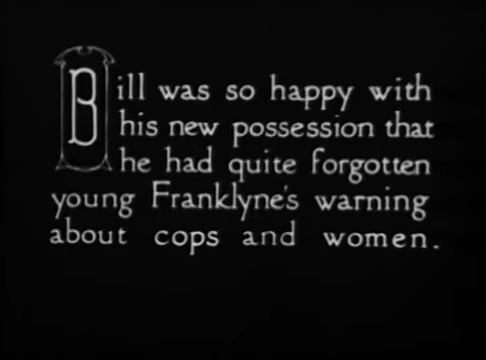 Bill was so happy with
his new possession that
he had quite forgotten
young Franklyne's warning
about cops and women.